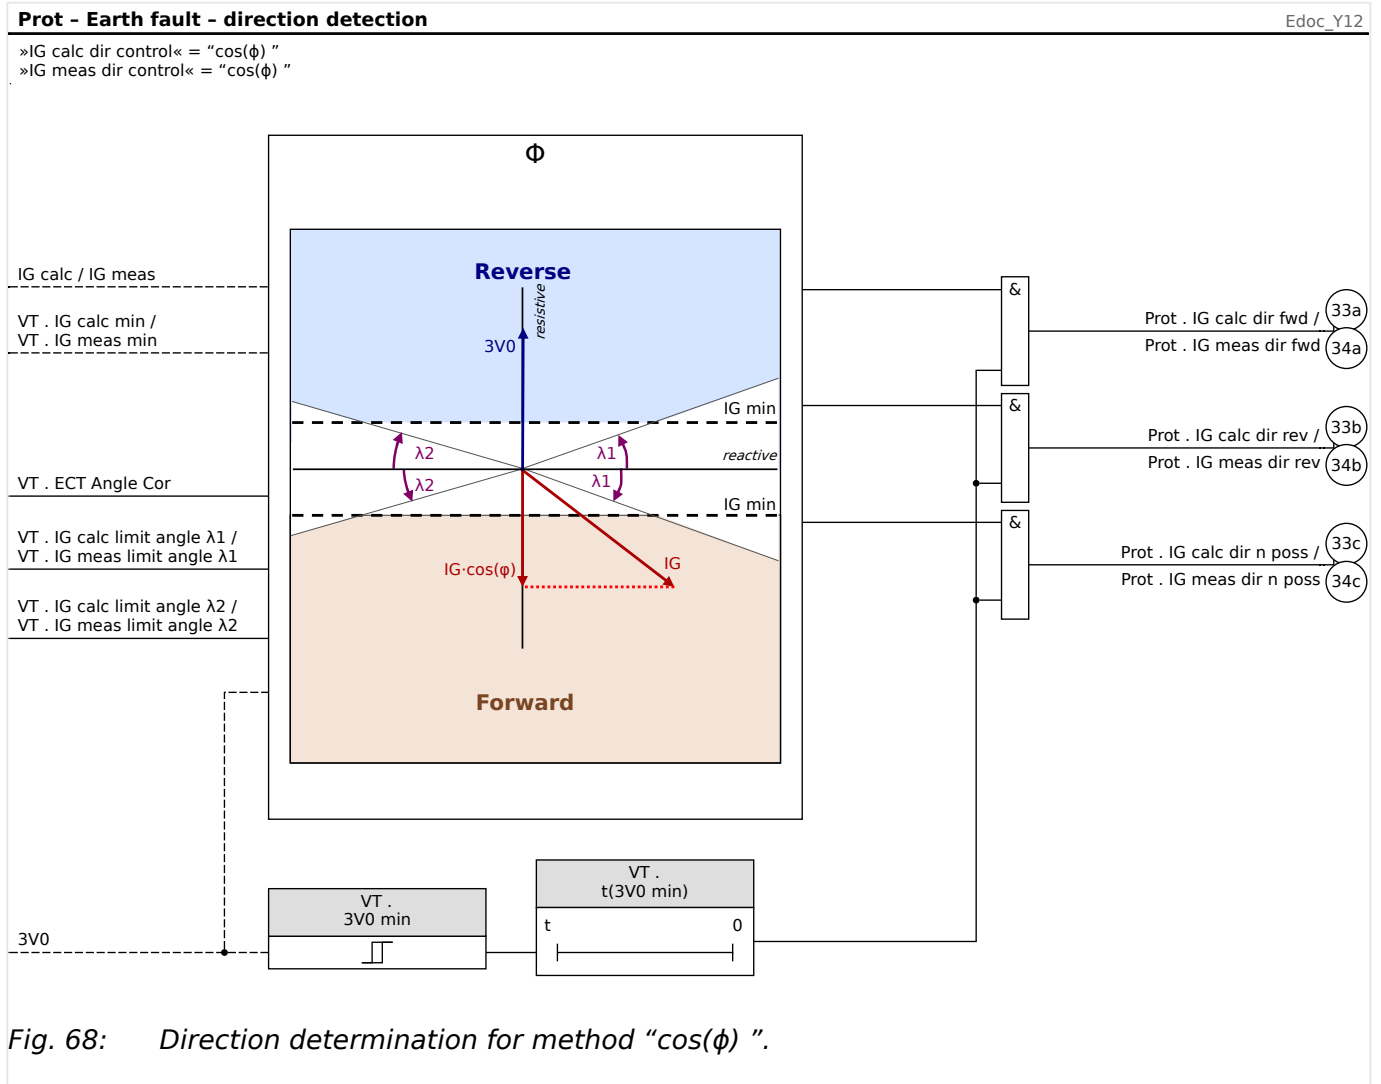 Prot – Earth fault – direction detection
Edoc_Y12
»IG calc dir control« = “cos(ϕ) ”
»IG meas dir control« = “cos(ϕ) ”
Φ
Reverse
resistive
3V0
IG min
λ2
λ1
reactive
λ2
λ1
IG min
IG·cos(φ)
IG
Forward
IG calc / IG meas
VT . IG calc min /
VT . IG meas min
VT . ECT Angle Cor
VT . IG calc limit angle λ1 /
VT . IG meas limit angle λ1
VT . IG calc limit angle λ2 /
VT . IG meas limit angle λ2
3V0
VT .
3V0 min
VT .
t(3V0 min)
t
0
&
Prot . IG calc dir fwd /
33a
Prot . IG meas dir fwd
34a
&
Prot . IG calc dir rev /
33b
Prot . IG meas dir rev
34b
&
Prot . IG calc dir n poss /
33c
Prot . IG meas dir n poss
34c
Fig. 68: Direction determination for method “cos(ϕ) ”.